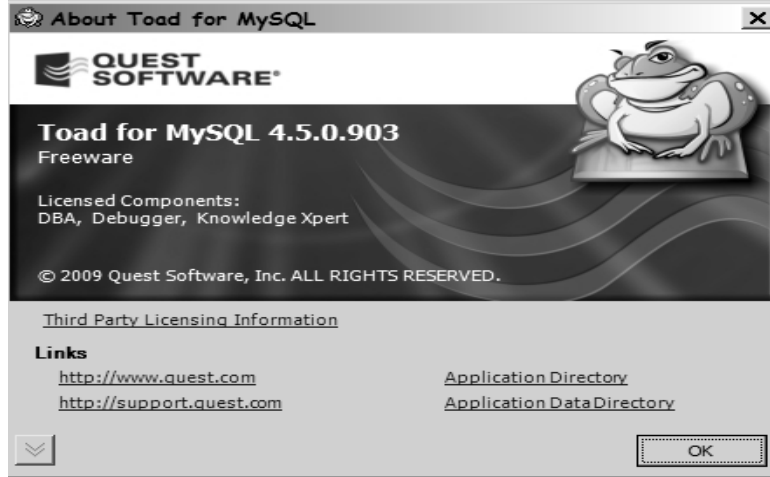 About Toad for MySQL
QUEST
SOFTWARE®
Toad for MySQL 4.5.0.903
Freeware
Licensed Components:
DBA, Debugger, Knowledge Xpert
© 2009 Quest Software, Inc. ALL RIGHTS RESERVED.
Third Party Licensing Information
Links
http://www.quest.com
Application Directory
http://support.quest.com
Application Data Directory
OK